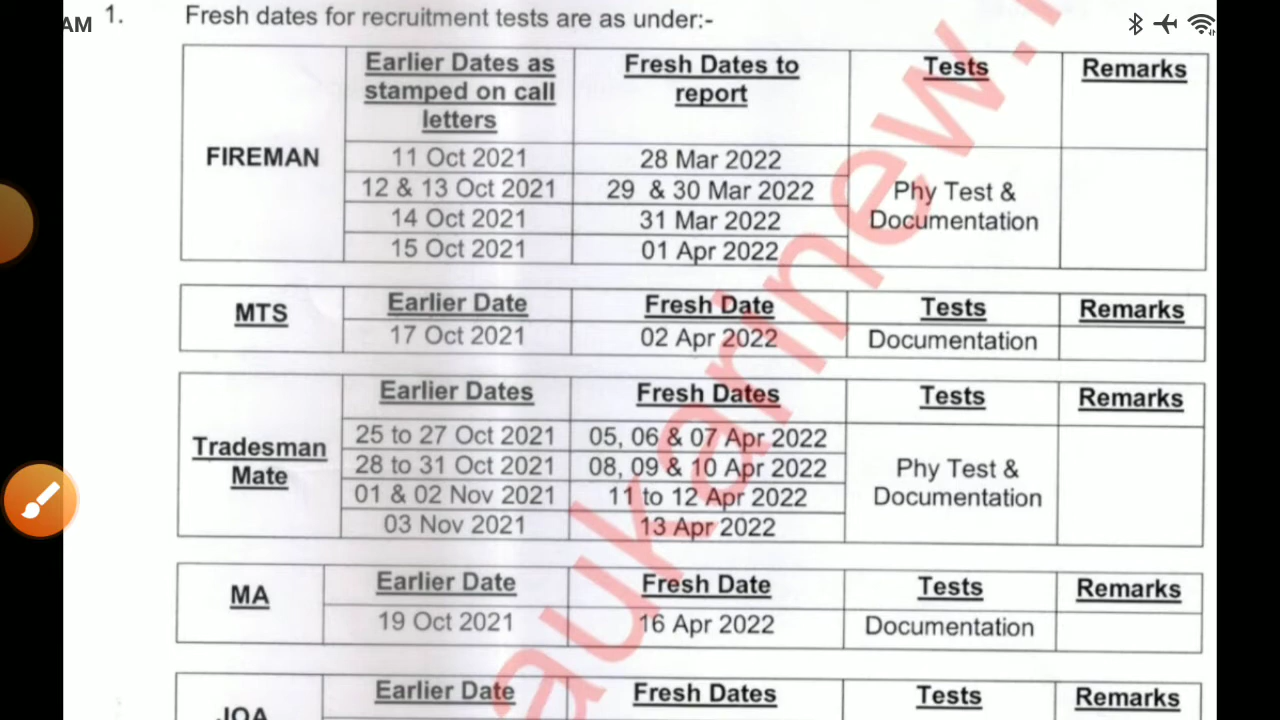 AM
1. Fresh dates for recruitment tests are as under:-
FIREMAN
Earlier Dates as stamped on call letters
Fresh Dates to report
Tests
Remarks
11 Oct 2021 28 Mar 2022
12 & 13 Oct 2021 29 & 30 Mar 2022
14 Oct 2021 31 Mar 2022
15 Oct 2021 01 Apr 2022
Phy Test &
Documentation
MTS
Earlier Date Fresh Date Tests Remarks
17 Oct 2021 02 Apr 2022 Documentation
Tradesman
Mate
Earlier Dates Fresh Dates Tests Remarks
25 to 27 Oct 2021 05, 06 & 07 Apr 2022
28 to 31 Oct 2021 08, 09 & 10 Apr 2022
01 & 02 Nov 2021 11 to 12 Apr 2022
03 Nov 2021 13 Apr 2022
Phy Test &
Documentation
MA
Earlier Date Fresh Date Tests Remarks
19 Oct 2021 16 Apr 2022 Documentation
JOA
Earlier Date Fresh Dates Tests Remarks
aukarinew.